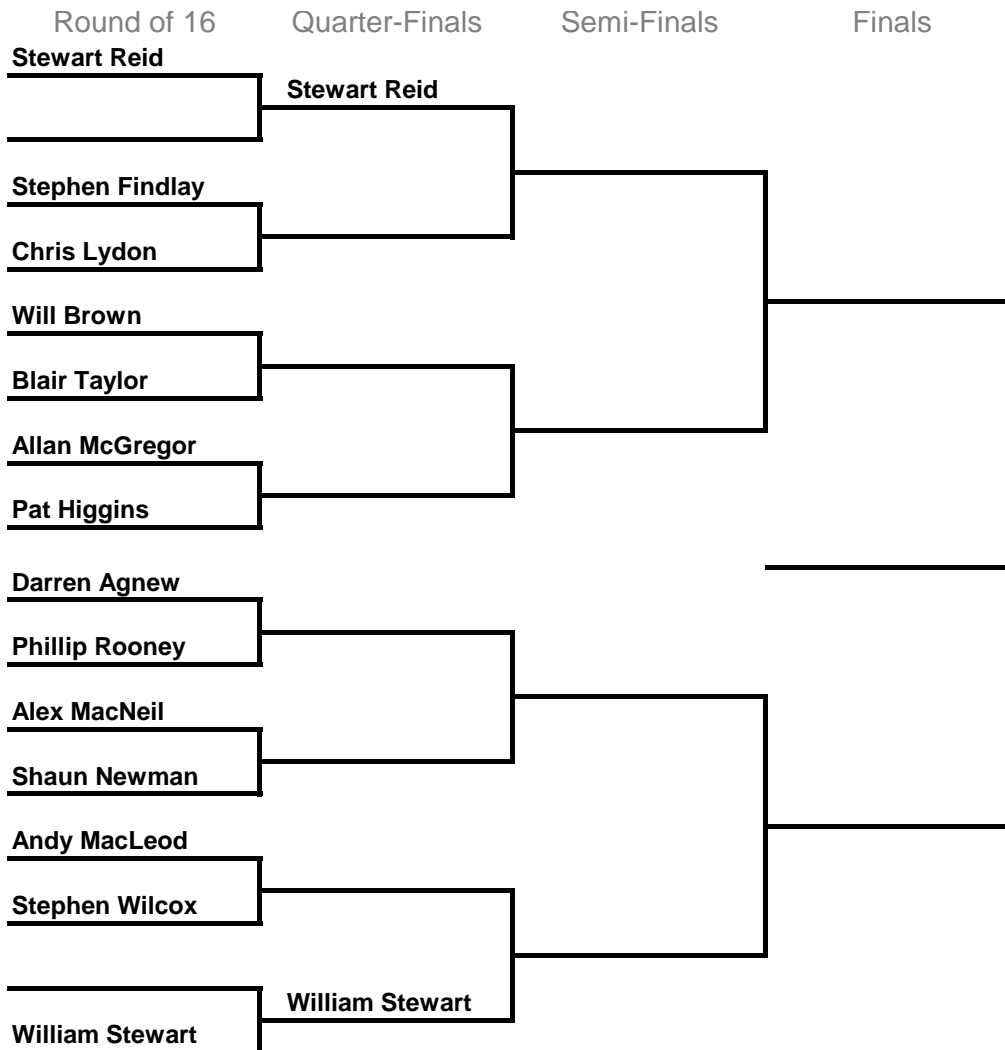 Round of 16 Quarter-Finals Semi-Finals Finals
Stewart Reid
Stewart Reid
Stephen Findlay
Chris Lydon
Will Brown
Blair Taylor
Allan McGregor
Pat Higgins
Darren Agnew
Phillip Rooney
Alex MacNeil
Shaun Newman
Andy MacLeod
Stephen Wilcox
William Stewart
William Stewart